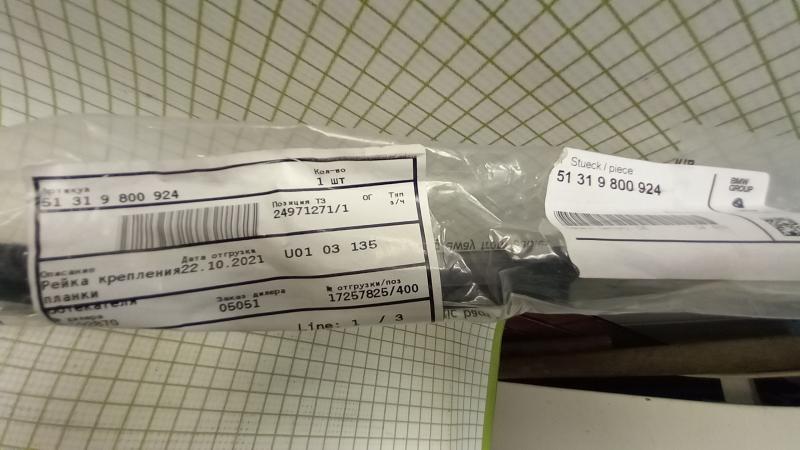 Артикул
51 31 9 800 924
Кол-во
1 шт
Позиция ТЗ
24971271/1
ОГ
Тип
з/ч
Дата отгрузки
22.10.2021
U01 03 135
Описание
Рейка крепления
планки
№ отгрузки/поз
17257825/400
Заказ дилера
05051
Line: 1 / 3
Stueck / piece
51 31 9 800 924
BMW
GROUP